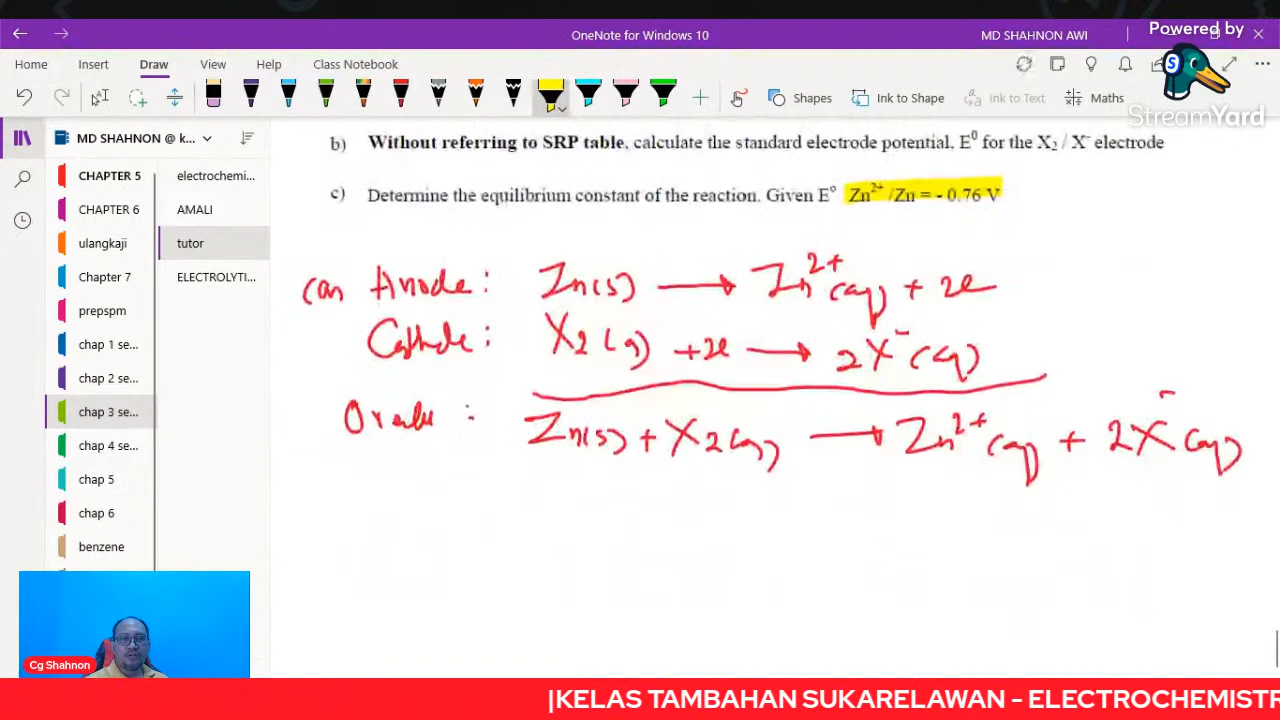 OneNote for Windows 10
MD SHAHNON AWI
Powered by
StreamYard
Home Insert Draw View Help Class Notebook
Shapes Ink to Shape Ink to Text Maths
MD SHAHNON @ k...
CHAPTER 5
CHAPTER 6
ulangkaji
Chapter 7
prepspm
chap 1 se...
chap 2 se...
chap 3 se...
chap 4 se...
chap 5
chap 6
benzene
electrochemi...
AMALI
tutor
ELECTROLYTI...
b) Without referring to SRP table, calculate the standard electrode potential, E⁰ for the X₂ / X⁻ electrode
c) Determine the equilibrium constant of the reaction. Given E° Zn²⁺ /Zn = - 0.76 V
(a) Anode : Zn(s) → Zn²⁺(aq) + 2e
Cathode : X₂(g) + 2e → 2X⁻(aq)
: Zn(s) + X₂(g) → Zn²⁺(aq) + 2X⁻(aq)
Cg Shahnon
|KELAS TAMBAHAN SUKARELAWAN - ELECTROCHEMISTR